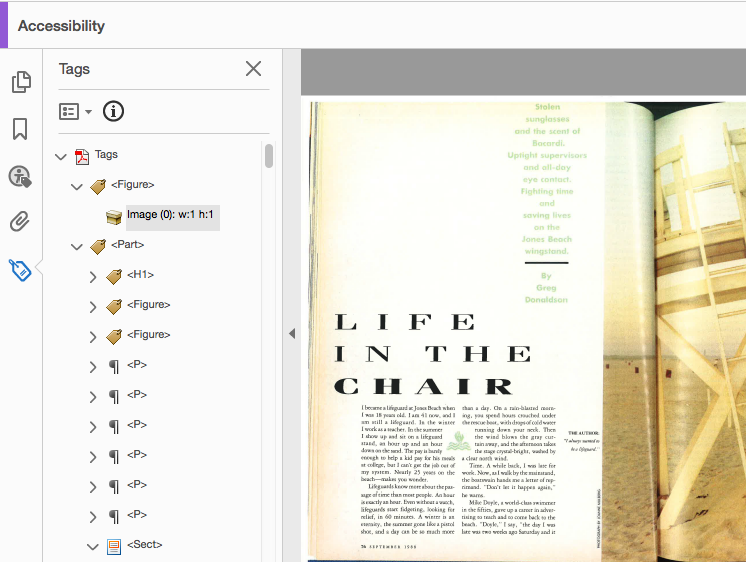 Accessibility
Tags
Tags
<Figure>
Image (0): w:1 h:1
<Part>
<H1>
<Figure>
<Figure>
<P>
<P>
<P>
<P>
<P>
<P>
<Sect>
Stolen
sunglasses
and the scent of
Bacardi.
Uptight supervisors
and all-day
eye contact.
Fighting time
and
saving lives
on the
Jones Beach
wingstand.
By
Greg
Donaldson
LIFE
IN THE
CHAIR
I became a lifeguard at Jones Beach when
I was 18 years old. I am 41 now, and I
am still a lifeguard. In the winter
I work as a teacher. In the summer
I show up and sit on a lifeguard
stand, an hour up and an hour
down on the sand. The pay is barely
enough to help a kid pay for his meals
at college, but I can't get the job out of
my system. Nearly 25 years on the
beach—makes you wonder.
Lifeguards know more about the pas-
sage of time than most people. An hour
is exactly an hour. Even without a watch,
lifeguards start fidgeting, looking for
relief, in 60 minutes. A winter is an
eternity, the summer gone like a pistol
shot, and a day can be so much more
than a day. On a rain-blasted morn-
ing, you spend hours crouched under
the rescue boat, with drops of cold water
running down your neck. Then
the wind blows the gray cur-
tain away, and the afternoon takes
the stage crystal-bright, washed by
a clear north wind.
Time. A while back, I was late for
work. Now, as I walk by the mainstand,
the boatswain hands me a letter of rep-
rimand. "Don't let it happen again,"
he warns.
Mike Doyle, a world-class swimmer
in the fifties, gave up a career in adver-
tising to teach and to come back to the
beach. "Doyle," I say, "the day I was
late was two weeks ago Saturday and it
THE AUTHOR:
"I always wanted to
be a lifeguard."
26 SEPTEMBER 1986